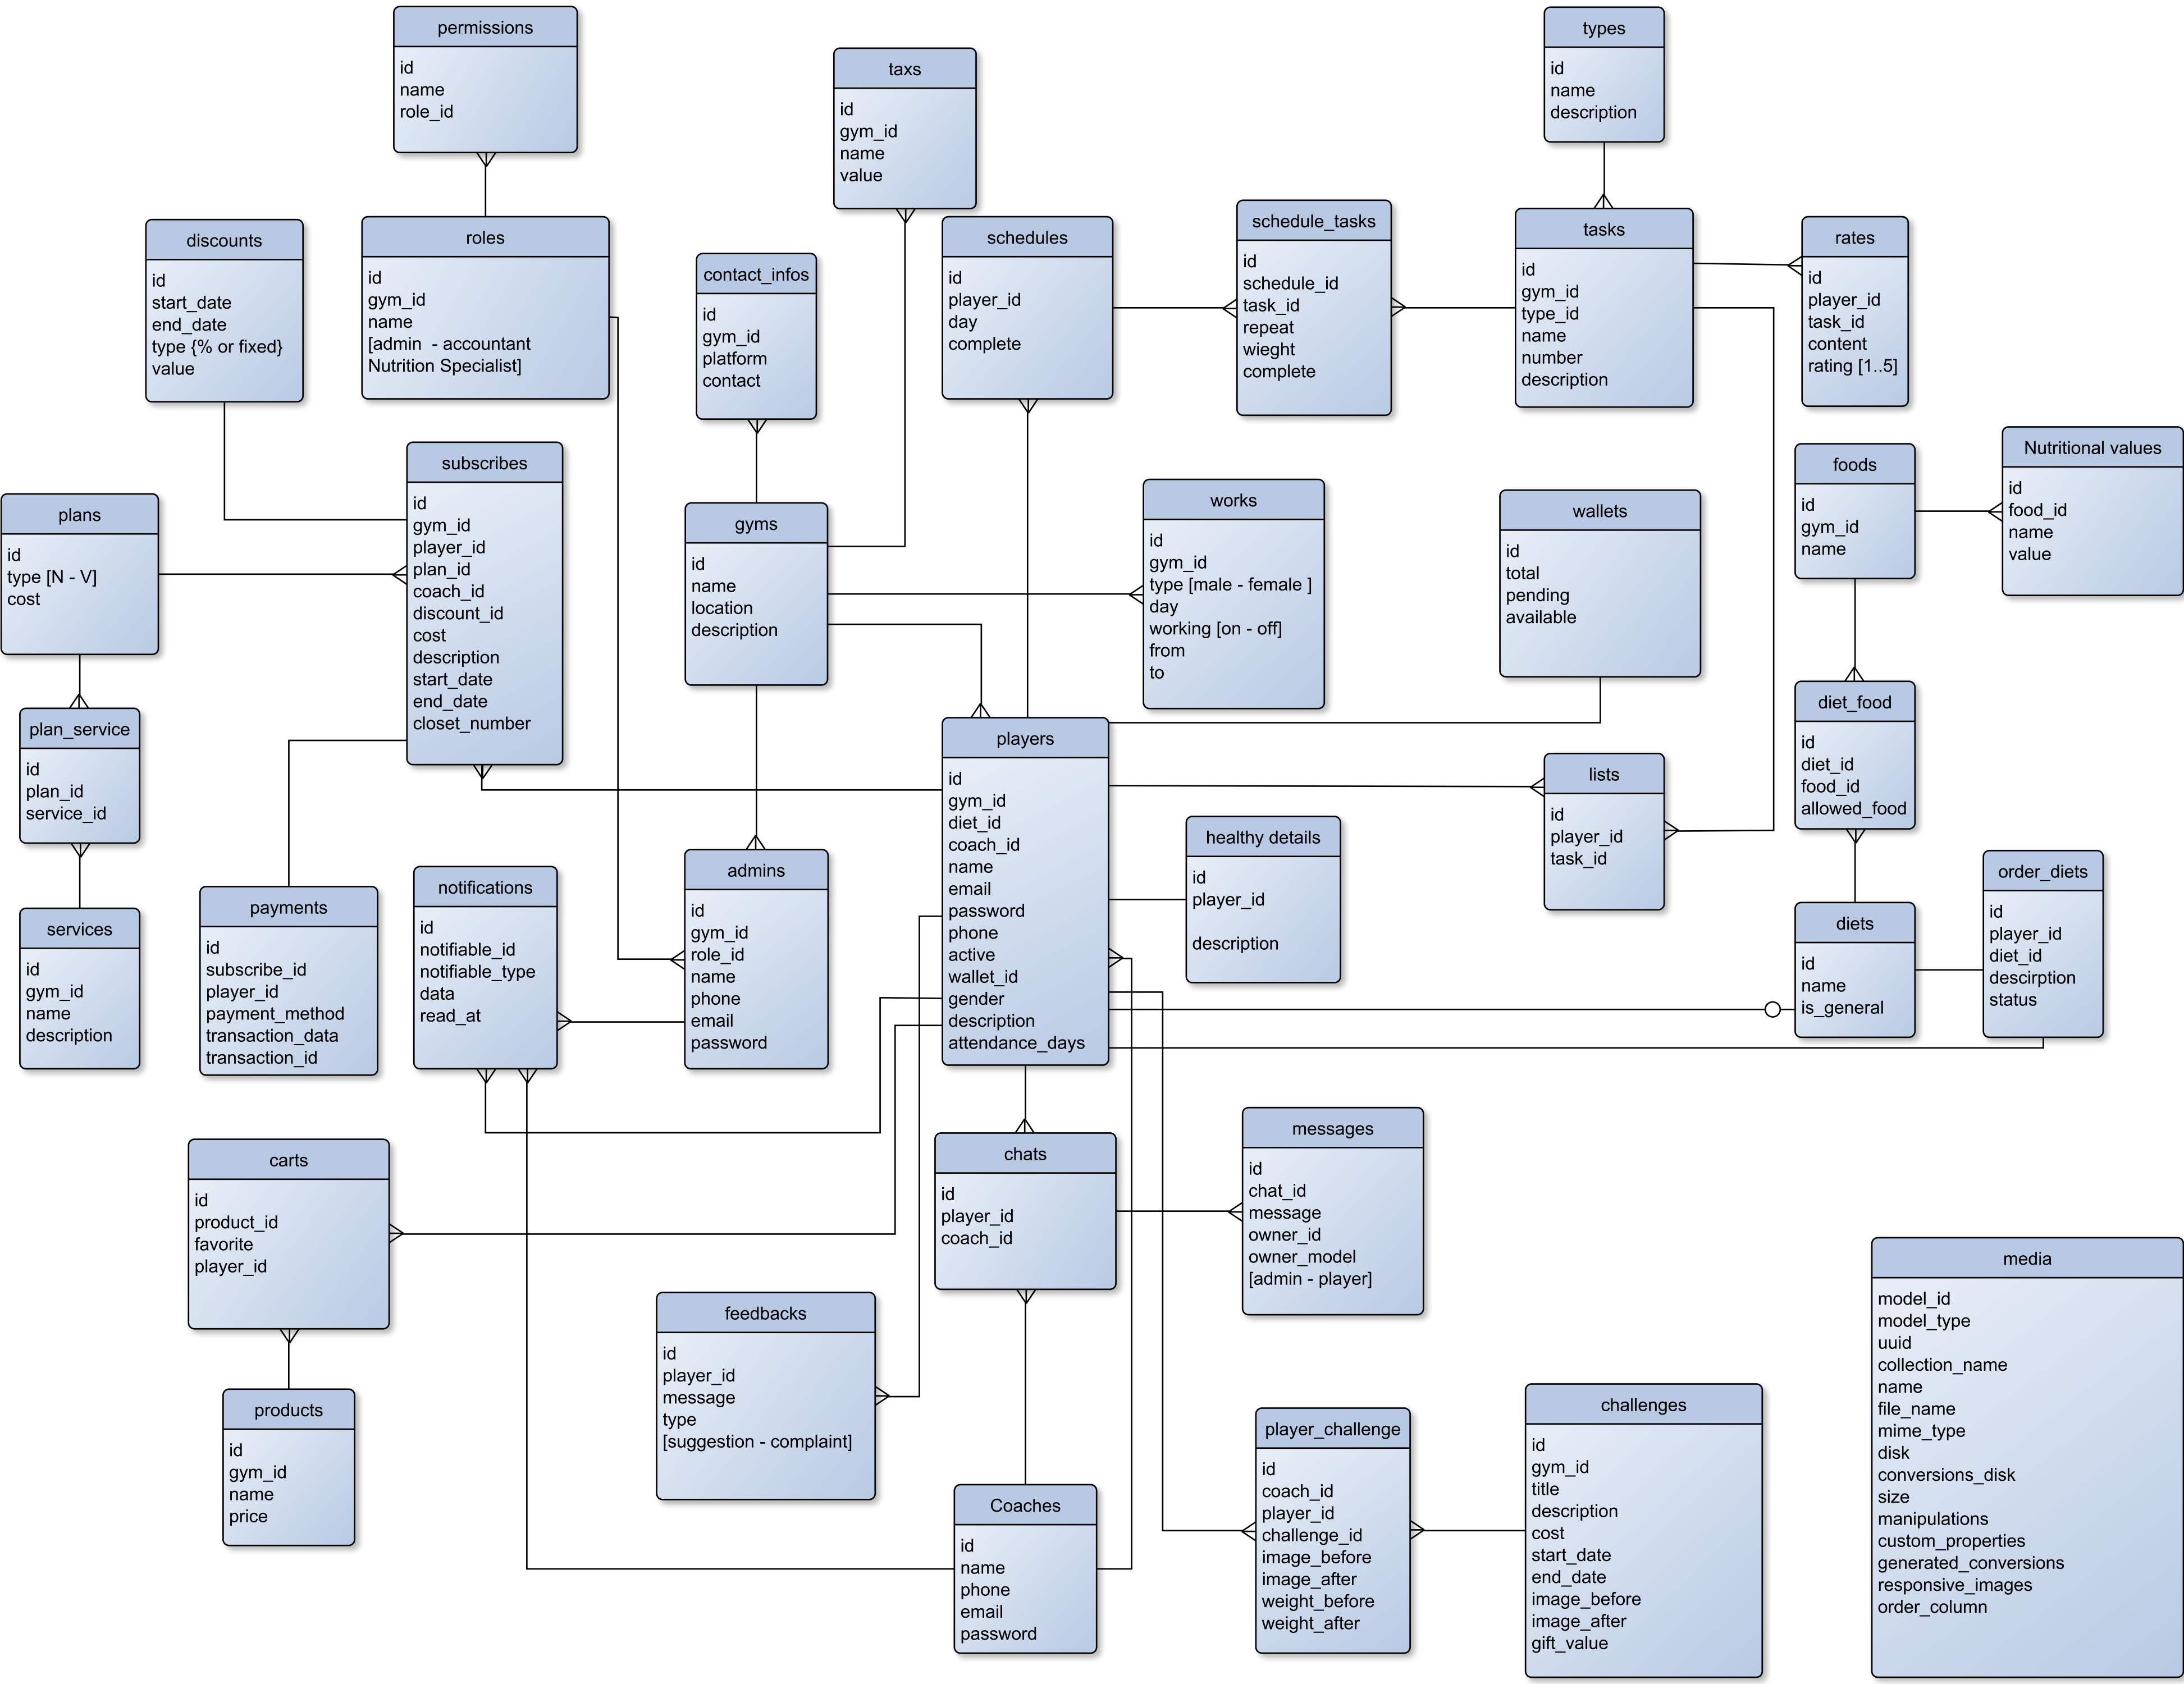 permissions
id
name
role_id
taxs
id
gym_id
name
value
types
id
name
description
discounts
id
start_date
end_date
type {% or fixed}
value
roles
id
gym_id
name
[admin  - accountant
Nutrition Specialist]
contact_infos
id
gym_id
platform
contact
schedules
id
player_id
day
complete
schedule_tasks
id
schedule_id
task_id
repeat
wieght
complete
tasks
id
gym_id
type_id
name
number
description
rates
id
player_id
task_id
content
rating [1..5]
plans
id
type [N - V]
cost
subscribes
id
gym_id
player_id
plan_id
coach_id
discount_id
cost
description
start_date
end_date
closet_number
gyms
id
name
location
description
works
id
gym_id
type [male - female ]
day
working [on - off]
from
to
wallets
id
total
pending
available
foods
id
gym_id
name
Nutritional values
id
food_id
name
value
plan_service
id
plan_id
service_id
players
id
gym_id
diet_id
coach_id
name
email
password
phone
active
wallet_id
gender
description
attendance_days
healthy details
id
player_id
description
lists
id
player_id
task_id
diet_food
id
diet_id
food_id
allowed_food
services
id
gym_id
name
description
payments
id
subscribe_id
player_id
payment_method
transaction_data
transaction_id
notifications
id
notifiable_id
notifiable_type
data
read_at
admins
id
gym_id
role_id
name
phone
email
password
diets
id
name
is_general
order_diets
id
player_id
diet_id
descirption
status
carts
id
product_id
favorite
player_id
chats
id
player_id
coach_id
messages
id
chat_id
message
owner_id
owner_model
[admin - player]
products
id
gym_id
name
price
feedbacks
id
player_id
message
type
[suggestion - complaint]
Coaches
id
name
phone
email
password
player_challenge
id
coach_id
player_id
challenge_id
image_before
image_after
weight_before
weight_after
challenges
id
gym_id
title
description
cost
start_date
end_date
image_before
image_after
gift_value
media
model_id
model_type
uuid
collection_name
name
file_name
mime_type
disk
conversions_disk
size
manipulations
custom_properties
generated_conversions
responsive_images
order_column